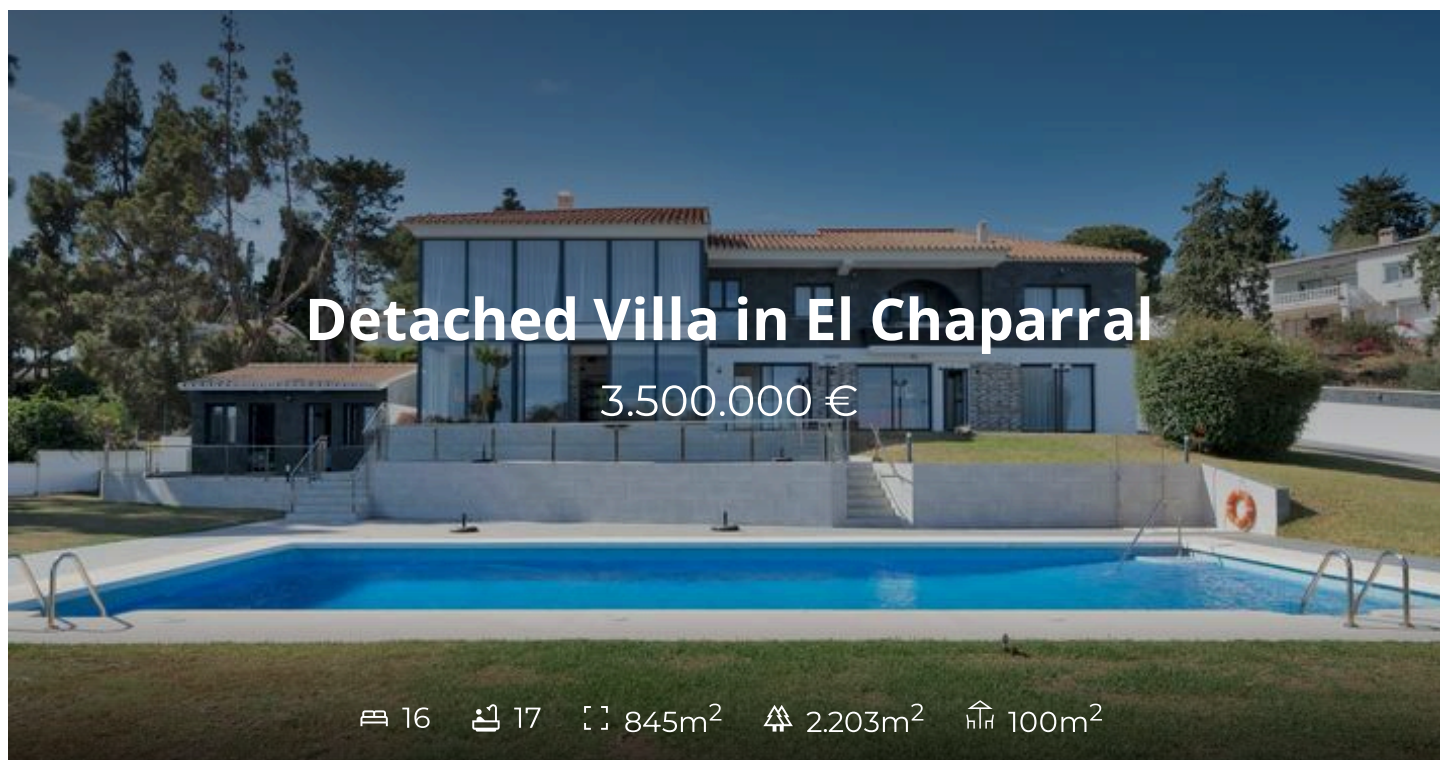 Detached Villa in El Chaparral
3.500.000 €
16 17 845m² 2.203m² 100m²